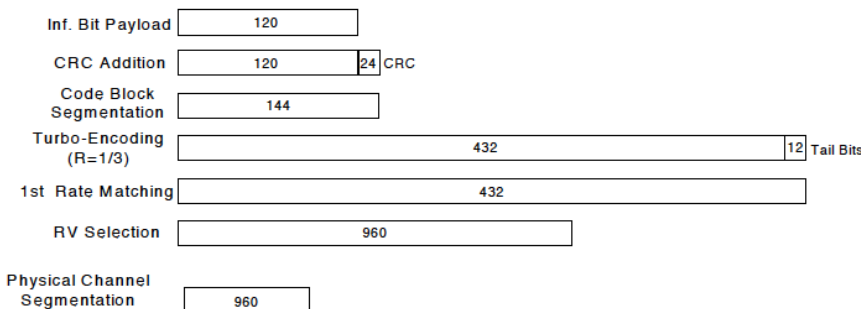 Inf. Bit Payload
120
CRC Addition
120
24
CRC
Code Block
Segmentation
144
Turbo-Encoding
(R=1/3)
432
12
Tail Bits
1st Rate Matching
432
RV Selection
960
Physical Channel
Segmentation
960